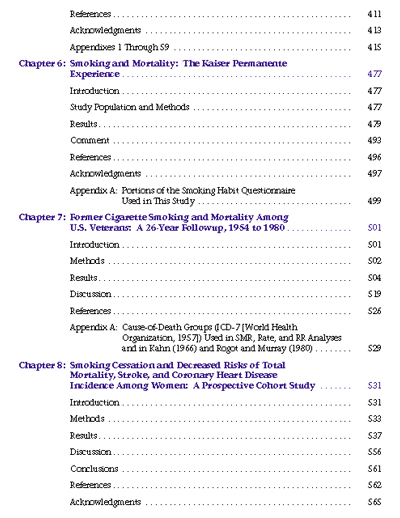 References ........ 411
Acknowledgments ........ 413
Appendixes 1 Through 59 ........ 415
Chapter 6: Smoking and Mortality: The Kaiser Permanente
Experience ........ 477
Introduction ........ 477
Study Population and Methods ........ 477
Results ........ 479
Comment ........ 493
References ........ 496
Acknowledgments ........ 497
Appendix A: Portions of the Smoking Habit Questionnaire
Used in This Study ........ 499
Chapter 7: Former Cigarette Smoking and Mortality Among
U.S. Veterans: A 26-Year Followup, 1954 to 1980 ........ 501
Introduction ........ 501
Methods ........ 502
Results ........ 504
Discussion ........ 519
References ........ 526
Appendix A: Cause-of-Death Groups (ICD-7 [World Health
Organization, 1957]) Used in SMR, Rate, and RR Analyses
and in Kahn (1966) and Rogot and Murray (1980) ........ 529
Chapter 8: Smoking Cessation and Decreased Risks of Total
Mortality, Stroke, and Coronary Heart Disease
Incidence Among Women: A Prospective Cohort Study ........ 531
Introduction ........ 531
Methods ........ 533
Results ........ 537
Discussion ........ 556
Conclusions ........ 561
References ........ 562
Acknowledgments ........ 565